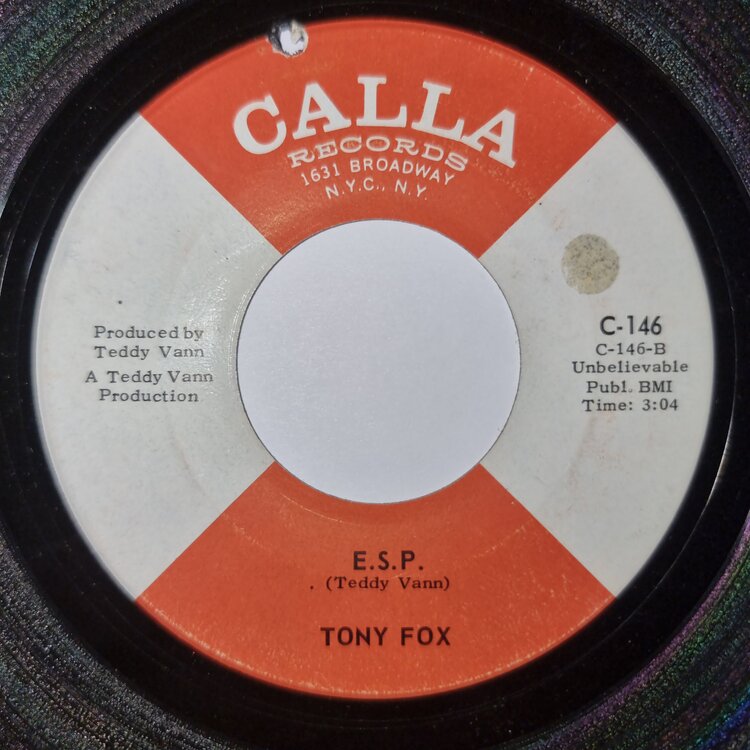 CALLA
RECORDS
1631 BROADWAY
N.Y.C., N.Y.
Produced by
Teddy Vann
A Teddy Vann
Production
C-146
C-146-B
Unbelievable
Publ. BMI
Time: 3:04
E.S.P.
. (Teddy Vann)
TONY FOX